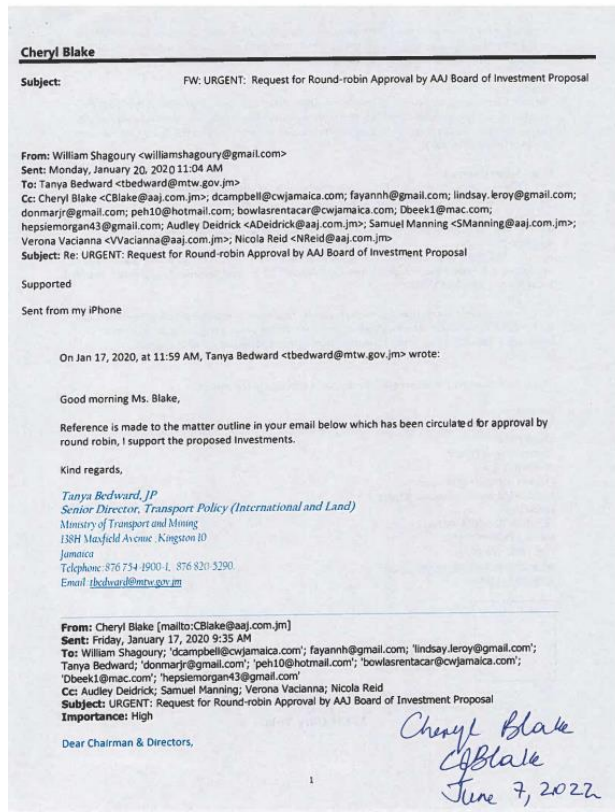 Cheryl Blake
Subject: FW: URGENT: Request for Round-robin Approval by AAJ Board of Investment Proposal
From: William Shagoury <williamshagoury@gmail.com>
Sent: Monday, January 20, 2020 11:04 AM
To: Tanya Bedward <tbedward@mtw.gov.jm>
Cc: Cheryl Blake <CBlake@aaj.com.jm>; dcampbell@cwjamaica.com; fayannh@gmail.com; lindsay.leroy@gmail.com;
donmarjr@gmail.com; peh10@hotmail.com; bowlasrentacar@cwjamaica.com; Dbeek1@mac.com;
hepsiemorgan43@gmail.com; Audley Deidrick <ADeidrick@aaj.com.jm>; Samuel Manning <SManning@aaj.com.jm>;
Verona Vacianna <VVacianna@aaj.com.jm>; Nicola Reid <NReid@aaj.com.jm>
Subject: Re: URGENT: Request for Round-robin Approval by AAJ Board of Investment Proposal
Supported
Sent from my iPhone
On Jan 17, 2020, at 11:59 AM, Tanya Bedward <tbedward@mtw.gov.jm> wrote:
Good morning Ms. Blake,
Reference is made to the matter outline in your email below which has been circulated for approval by
round robin, I support the proposed Investments.
Kind regards,
Tanya Bedward, JP
Senior Director, Transport Policy (International and Land)
Ministry of Transport and Mining
138H Maxfield Avenue, Kingston 10
Jamaica
Telephone: 876 754-1900-1, 876 820-5290.
Email: tbedward@mtw.gov.jm
From: Cheryl Blake [mailto:CBlake@aaj.com.jm]
Sent: Friday, January 17, 2020 9:35 AM
To: William Shagoury; 'dcampbell@cwjamaica.com'; fayannh@gmail.com; 'lindsay.leroy@gmail.com';
Tanya Bedward; 'donmarjr@gmail.com'; 'peh10@hotmail.com'; 'bowlasrentacar@cwjamaica.com';
'Dbeek1@mac.com'; 'hepsiemorgan43@gmail.com'
Cc: Audley Deidrick; Samuel Manning; Verona Vacianna; Nicola Reid
Subject: URGENT: Request for Round-robin Approval by AAJ Board of Investment Proposal
Importance: High
Dear Chairman & Directors,
Cheryl Blake
CBlake
June 7, 2022
1